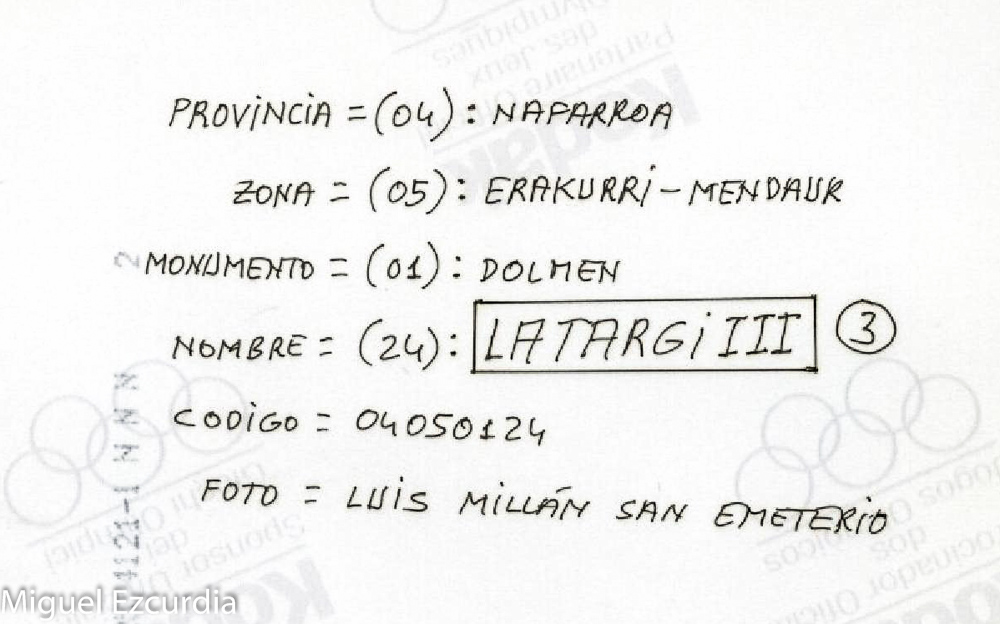 PROVINCIA = (04) : NAFARROA
ZONA = (05) : ERAKURRI - MENDAUR
MONUMENTO = (01) : DOLMEN
NOMBRE = (24) : LATARGI III 3
CODIGO = 04050124
FOTO = LUIS MILLÁN SAN EMETERIO
Miguel Ezcurdia